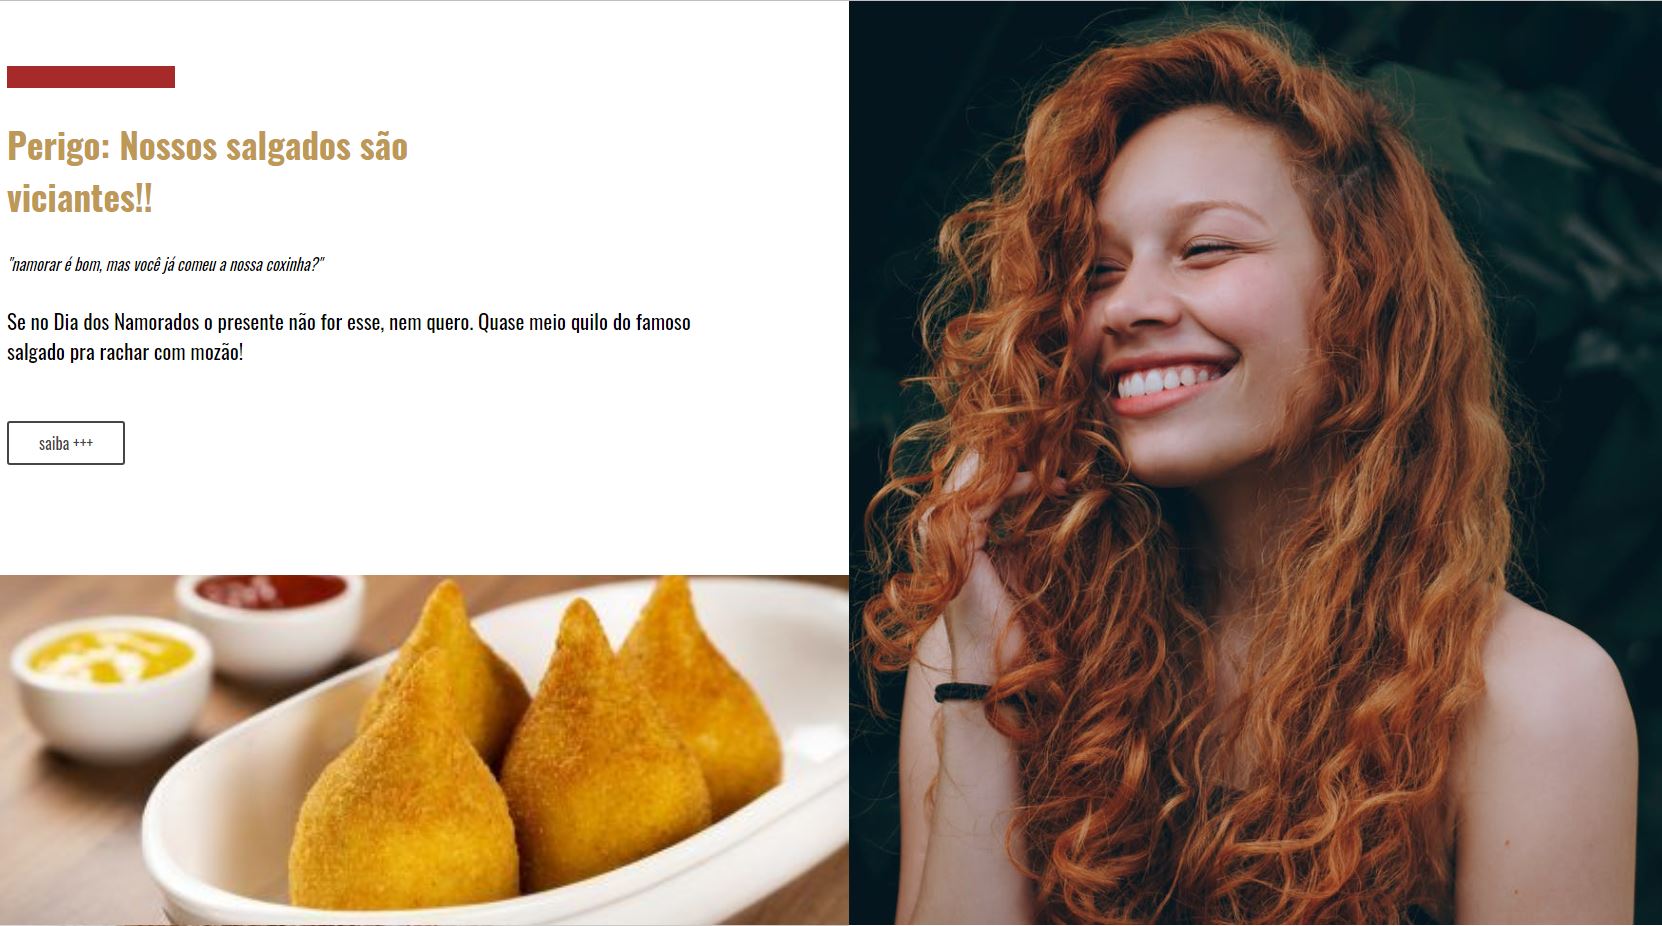 Perigo: Nossos salgados são
viciantes!!
"namorar é bom, mas você já comeu a nossa coxinha?"
Se no Dia dos Namorados o presente não for esse, nem quero. Quase meio quilo do famoso
salgado pra rachar com mozão!
saiba +++